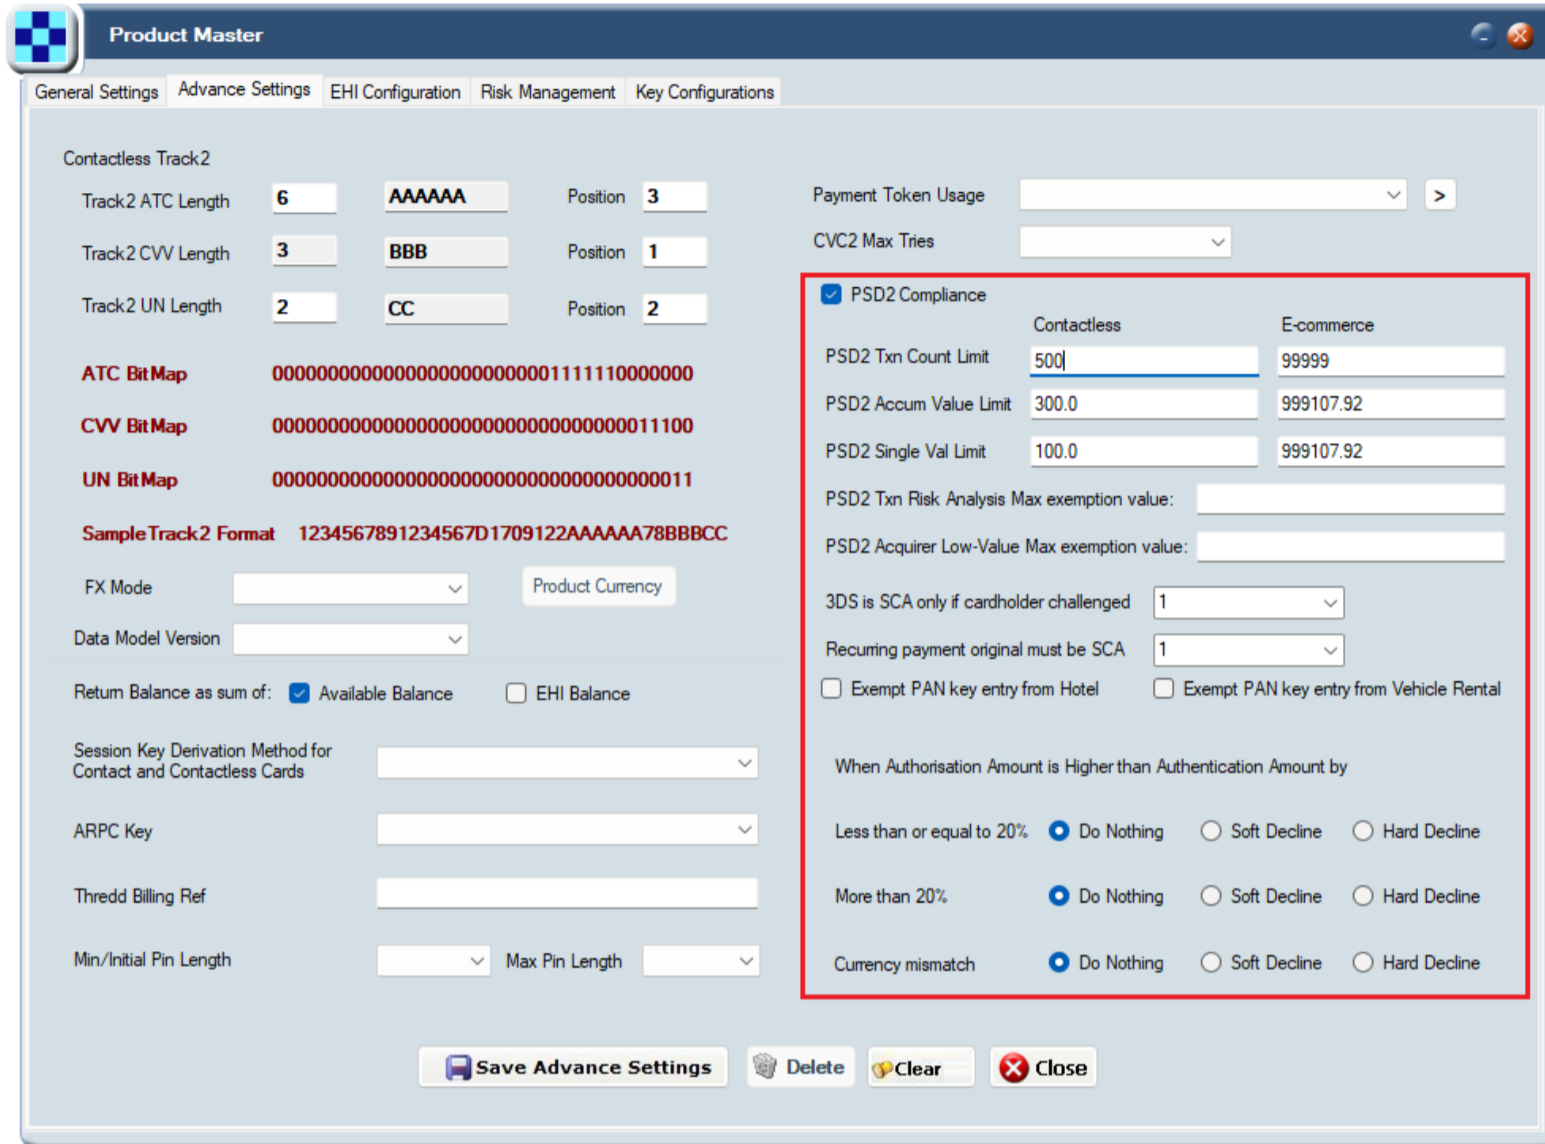 Product Master
General Settings Advance Settings EHI Configuration Risk Management Key Configurations
Contactless Track2
Track2 ATC Length 6 AAAAAA Position 3
Track2 CVV Length 3 BBB Position 1
Track2 UN Length 2 CC Position 2
ATC BitMap 0000000000000000000000001111110000000
CVV BitMap 0000000000000000000000000000000011100
UN BitMap 0000000000000000000000000000000000011
Sample Track2 Format 1234567891234567D1709122AAAAAA78BBBCC
FX Mode Product Currency
Data Model Version
Return Balance as sum of: Available Balance EHI Balance
Session Key Derivation Method for
Contact and Contactless Cards
ARPC Key
Thredd Billing Ref
Min/Initial Pin Length Max Pin Length
Payment Token Usage >
CVC2 Max Tries
PSD2 Compliance
Contactless E-commerce
PSD2 Txn Count Limit 500 99999
PSD2 Accum Value Limit 300.0 999107.92
PSD2 Single Val Limit 100.0 999107.92
PSD2 Txn Risk Analysis Max exemption value:
PSD2 Acquirer Low-Value Max exemption value:
3DS is SCA only if cardholder challenged 1
Recurring payment original must be SCA 1
Exempt PAN key entry from Hotel Exempt PAN key entry from Vehicle Rental
When Authorisation Amount is Higher than Authentication Amount by
Less than or equal to 20% Do Nothing Soft Decline Hard Decline
More than 20% Do Nothing Soft Decline Hard Decline
Currency mismatch Do Nothing Soft Decline Hard Decline
Save Advance Settings Delete Clear Close